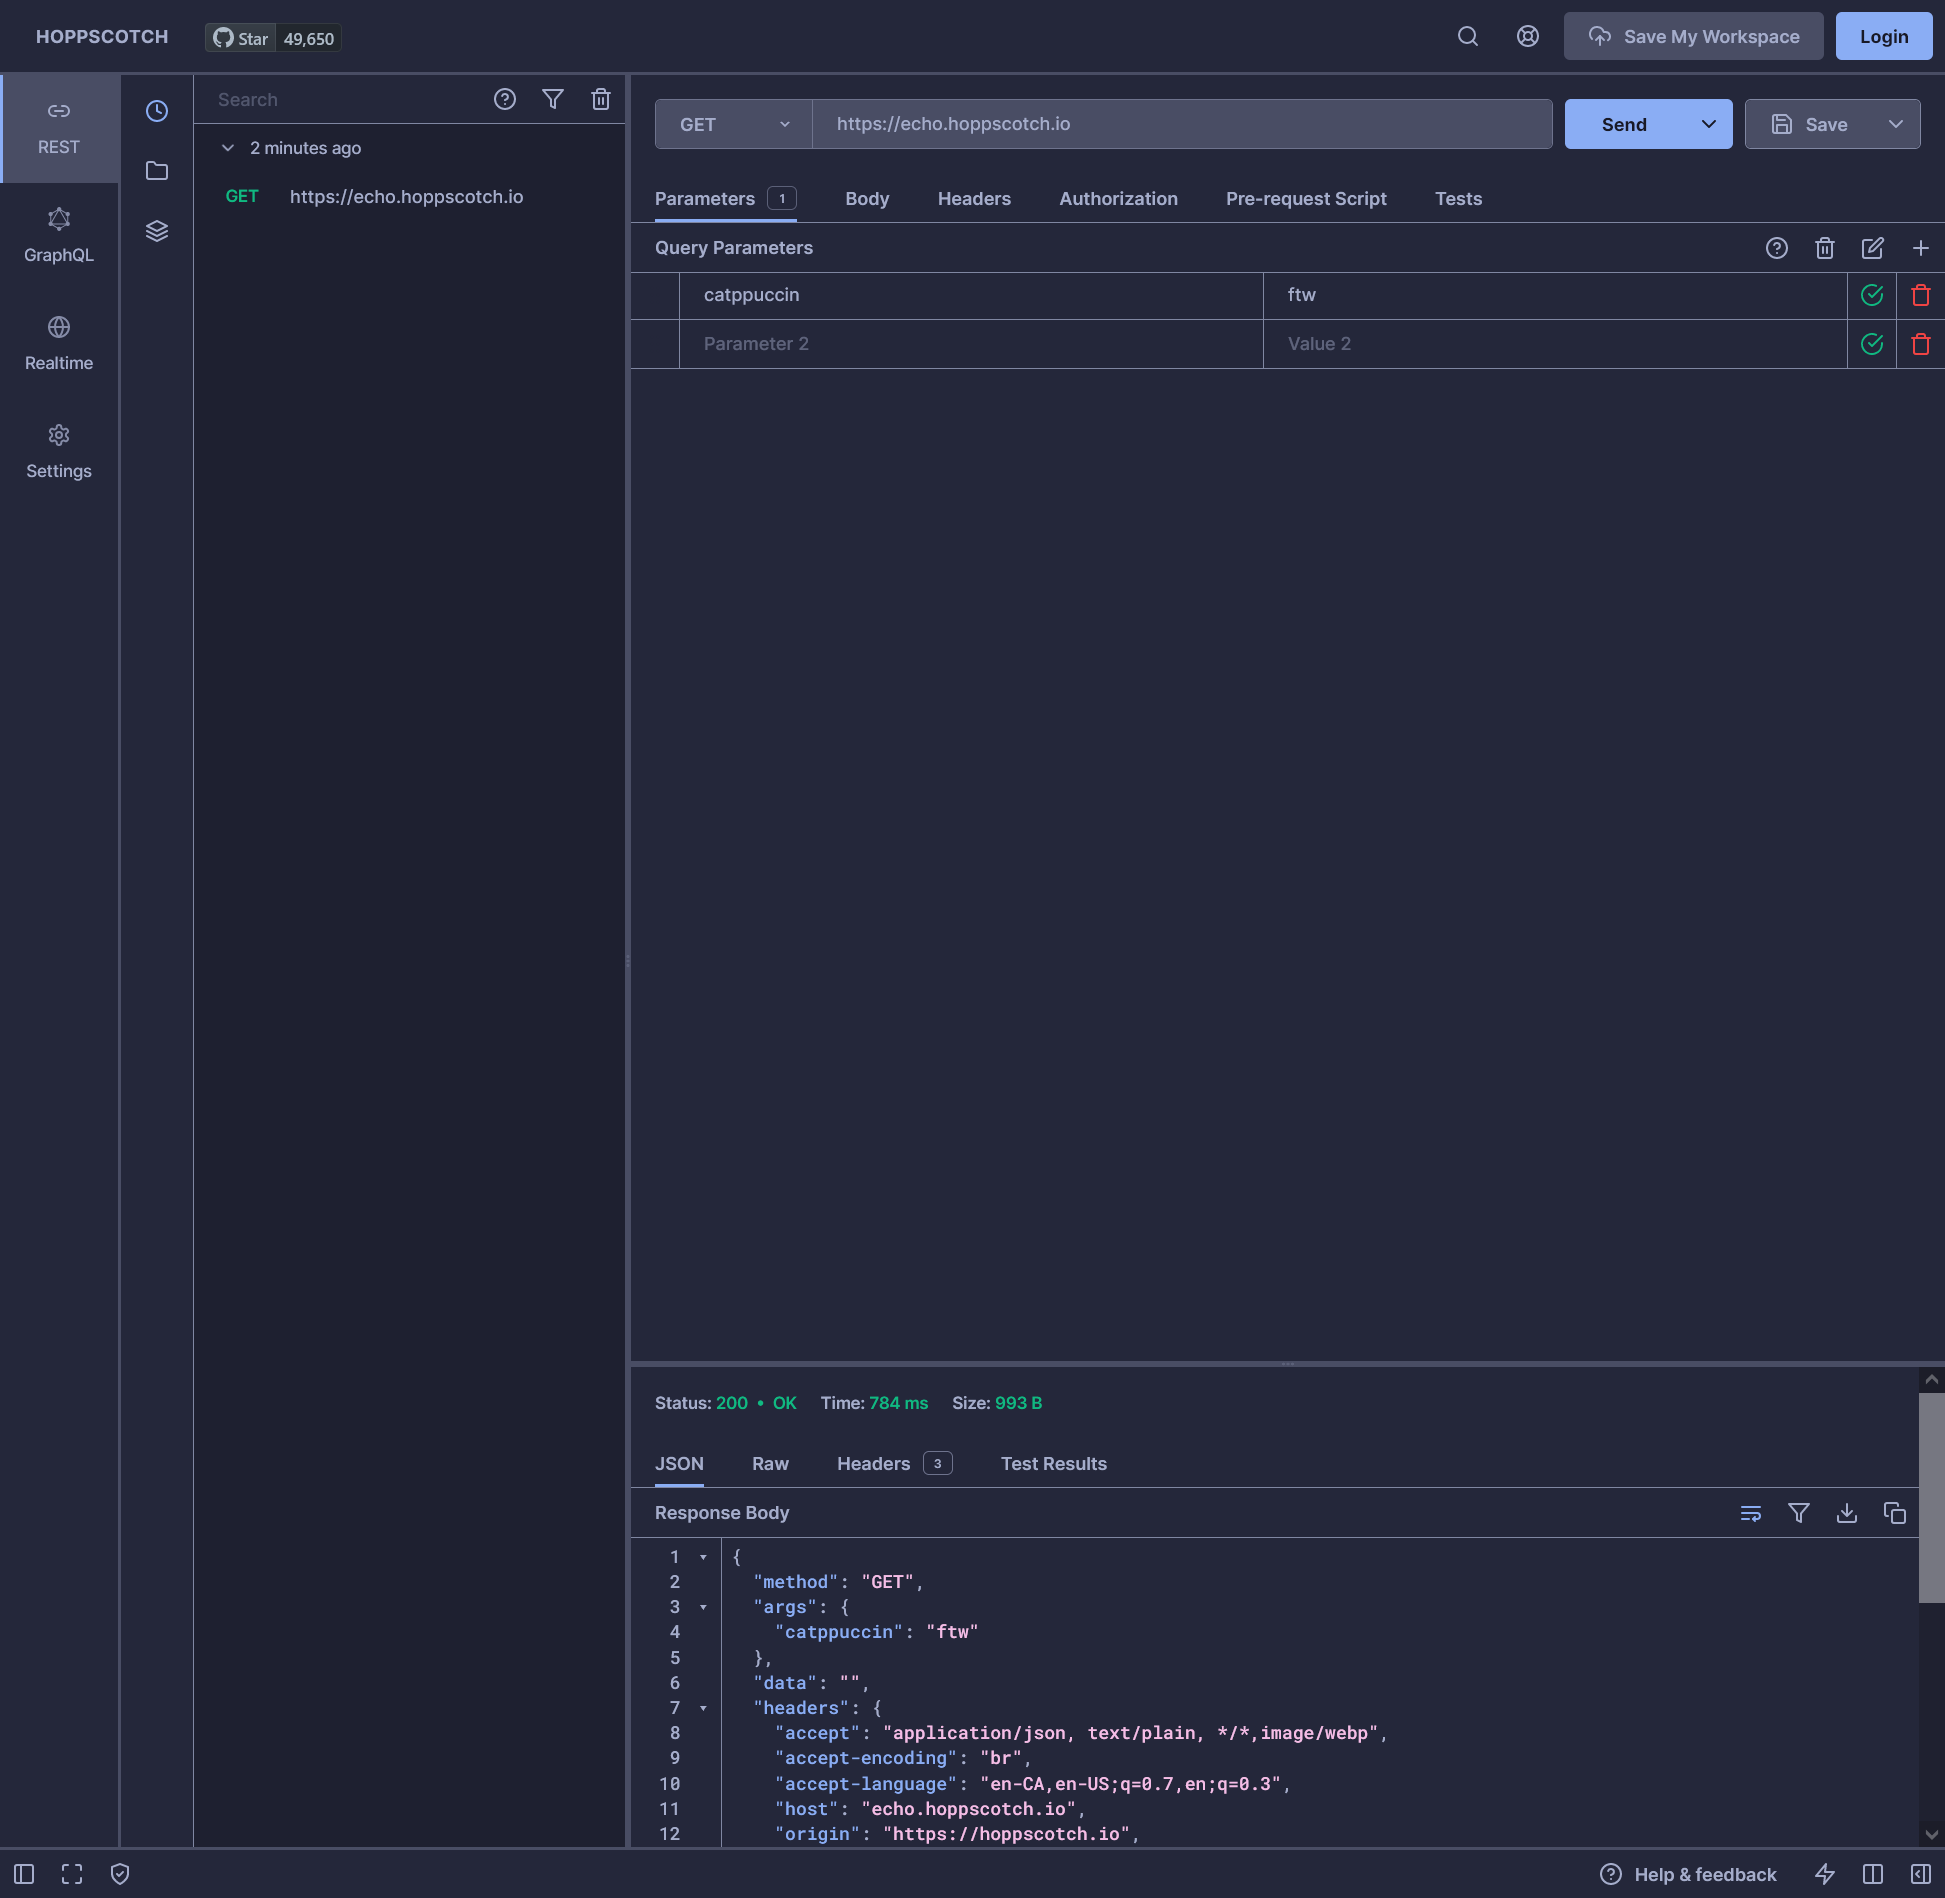 HOPPSCOTCH
Star 49,650
Save My Workspace
Login
REST
GraphQL
Realtime
Settings
Search
2 minutes ago
GET https://echo.hoppscotch.io
GET https://echo.hoppscotch.io Send Save
Parameters 1 Body Headers Authorization Pre-request Script Tests
Query Parameters
catppuccin ftw
Parameter 2 Value 2
Status: 200 • OK Time: 784 ms Size: 993 B
JSON Raw Headers 3 Test Results
Response Body
1 {
2 "method": "GET",
3 "args": {
4 "catppuccin": "ftw"
5 },
6 "data": "",
7 "headers": {
8 "accept": "application/json, text/plain, */*,image/webp",
9 "accept-encoding": "br",
10 "accept-language": "en-CA,en-US;q=0.7,en;q=0.3",
11 "host": "echo.hoppscotch.io",
12 "origin": "https://hoppscotch.io",
Help & feedback